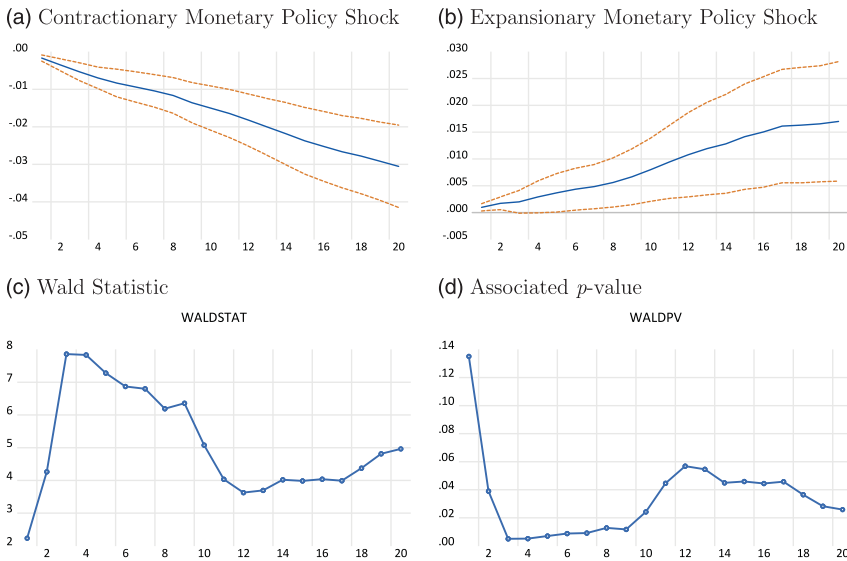 (a) Contractionary Monetary Policy Shock
.00
-.01
-.02
-.03
-.04
-.05
2 4 6 8 10 12 14 16 18 20
(b) Expansionary Monetary Policy Shock
.030
.025
.020
.015
.010
.005
.000
-.005
2 4 6 8 10 12 14 16 18 20
(c) Wald Statistic
WALDSTAT
8
7
6
5
4
3
2
2 4 6 8 10 12 14 16 18 20
(d) Associated p-value
WALDPV
.14
.12
.10
.08
.06
.04
.02
.00
2 4 6 8 10 12 14 16 18 20